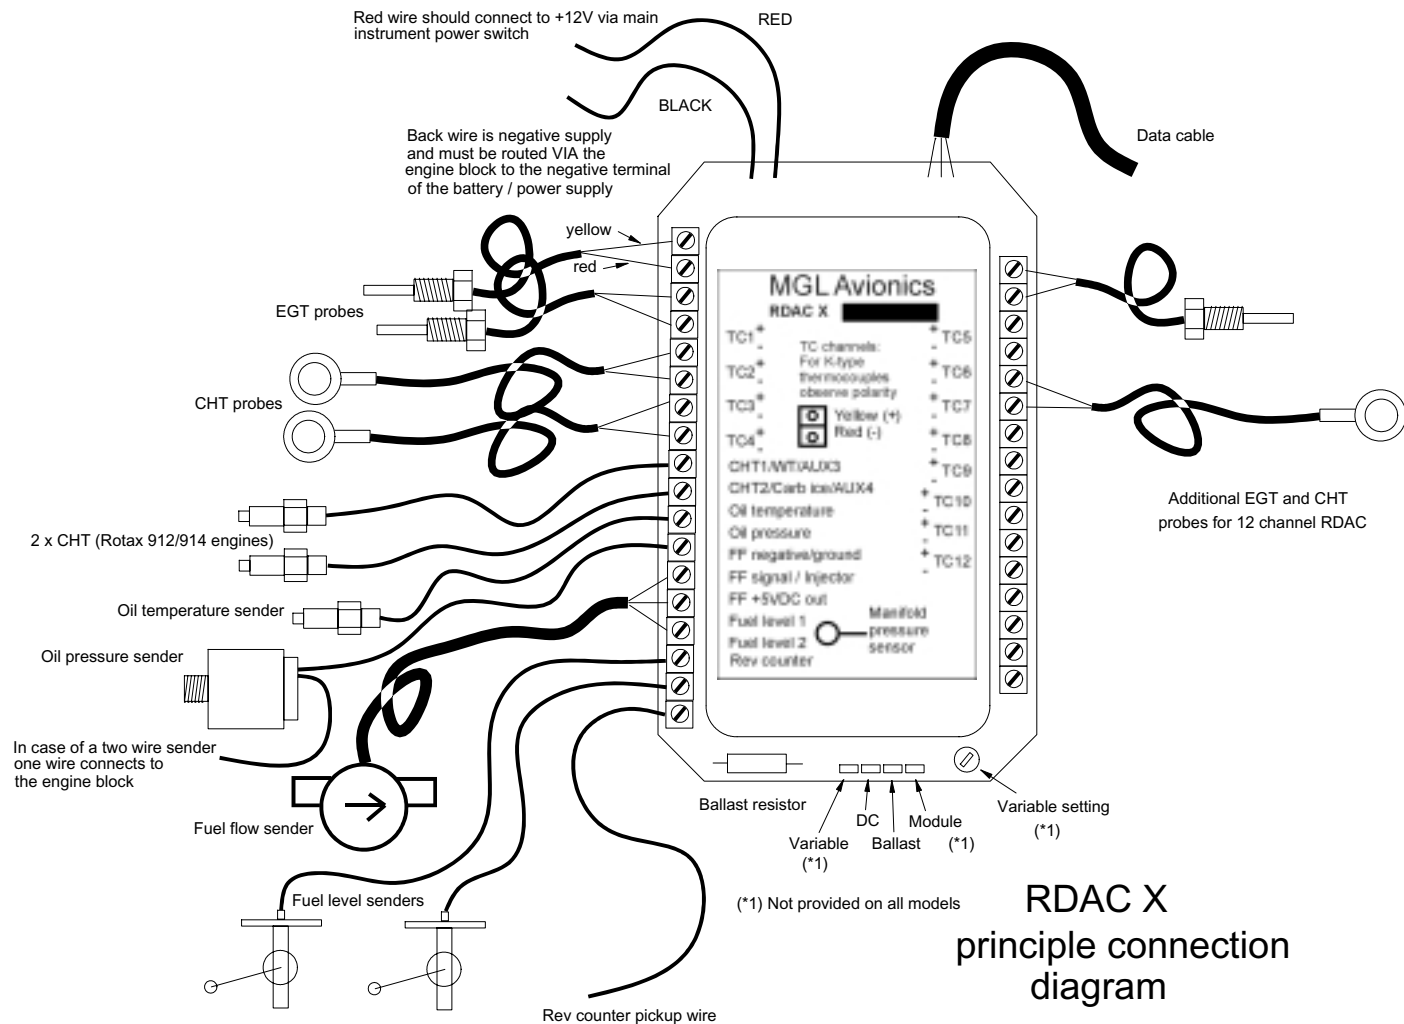 Red wire should connect to +12V via main
instrument power switch
RED
BLACK
Back wire is negative supply
and must be routed VIA the
engine block to the negative terminal
of the battery / power supply
Data cable
yellow
red
EGT probes
CHT probes
2 x CHT (Rotax 912/914 engines)
Oil temperature sender
Oil pressure sender
In case of a two wire sender
one wire connects to
the engine block
Fuel flow sender
Fuel level senders
Rev counter pickup wire
MGL Avionics
RDAC X
TC1 + -
TC2 + -
TC3 + -
TC4 + -
TC channels:
For K-type
thermocouples
observe polarity
Yellow (+)
Red (-)
+ - TC5
+ - TC6
+ - TC7
+ - TC8
+ - TC9
+ - TC10
+ - TC11
+ - TC12
CHT1/WT/AUX3
CHT2/Carb ice/AUX4
Oil temperature
Oil pressure
FF negative/ground
FF signal / Injector
FF +5VDC out
Fuel level 1
Fuel level 2
Rev counter
Manifold
pressure
sensor
Additional EGT and CHT
probes for 12 channel RDAC
Ballast resistor
Variable
(*1)
DC
Ballast
Module
(*1)
Variable setting
(*1)
(*1) Not provided on all models
RDAC X
principle connection
diagram